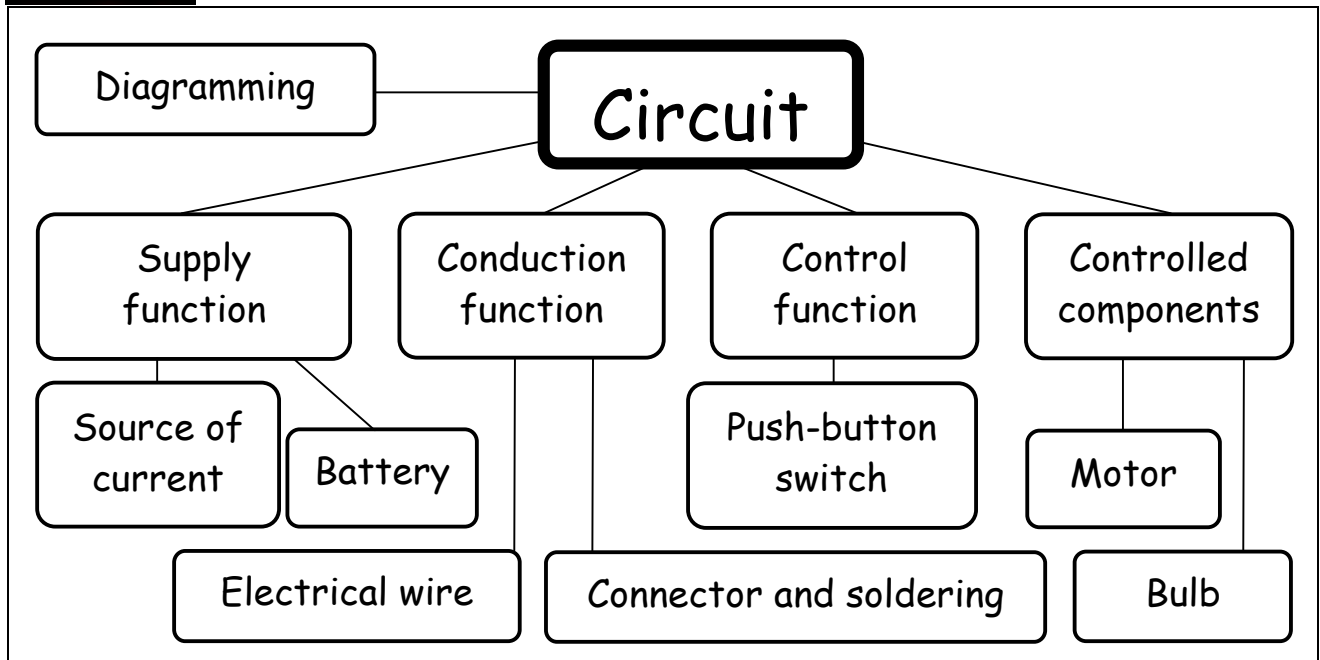 Diagramming
Circuit
Supply
function
Conduction
function
Control
function
Controlled
components
Source of
current
Battery
Push-button
switch
Motor
Electrical wire
Connector and soldering
Bulb